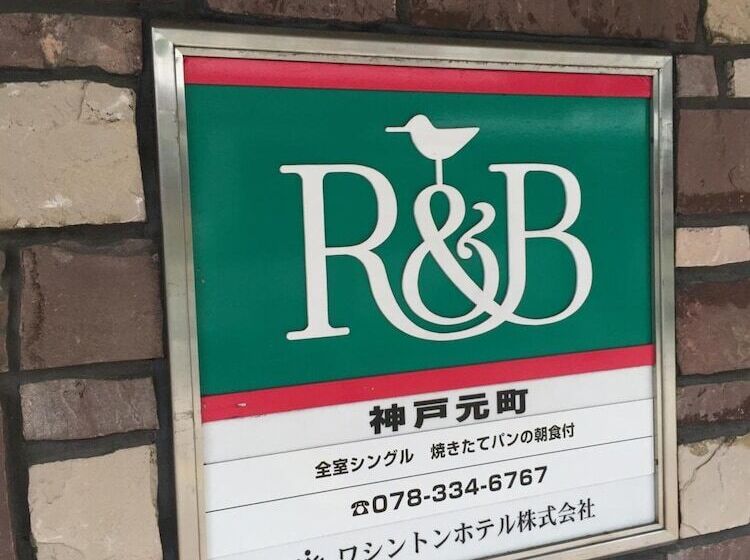 R&B
神戸元町
全室シングル 焼きたてパンの朝食付
☎078-334-6767
ワシントンホテル株式会社